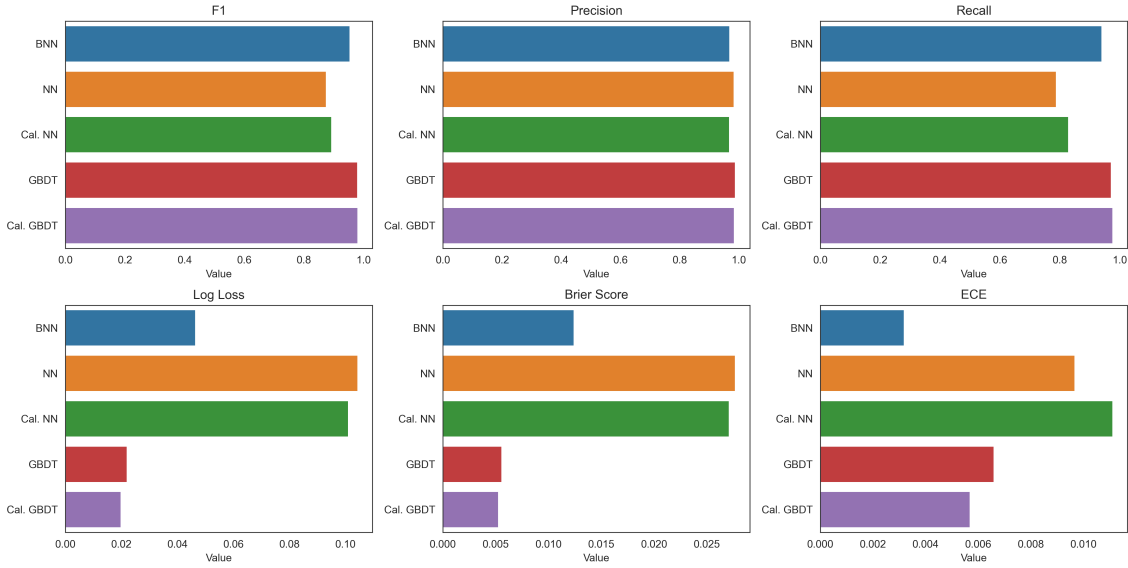 F1
BNN
NN
Cal. NN
GBDT
Cal. GBDT
0.0 0.2 0.4 0.6 0.8 1.0
Value
Precision
BNN
NN
Cal. NN
GBDT
Cal. GBDT
0.0 0.2 0.4 0.6 0.8 1.0
Value
Recall
BNN
NN
Cal. NN
GBDT
Cal. GBDT
0.0 0.2 0.4 0.6 0.8 1.0
Value
Log Loss
BNN
NN
Cal. NN
GBDT
Cal. GBDT
0.00 0.02 0.04 0.06 0.08 0.10
Value
Brier Score
BNN
NN
Cal. NN
GBDT
Cal. GBDT
0.000 0.005 0.010 0.015 0.020 0.025
Value
ECE
BNN
NN
Cal. NN
GBDT
Cal. GBDT
0.000 0.002 0.004 0.006 0.008 0.010
Value